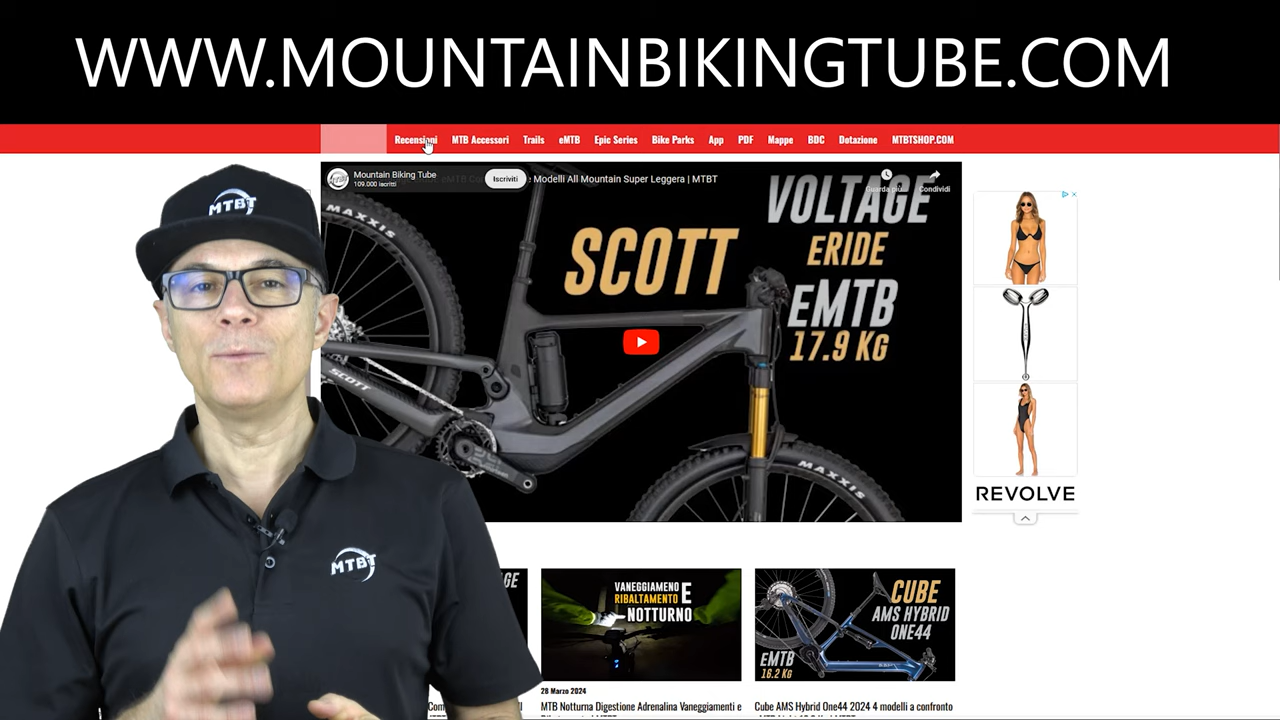 WWW.MOUNTAINBIKINGTUBE.COM
Recensioni MTB Accessori Trails eMTB Epic Series Bike Parks App PDF Mappe BDC Dotazione MTBTSHOP.COM
Mountain Biking Tube
109.000 iscritti
Iscriviti
e Modelli All Mountain Super Leggera | MTBT
Guarda più
Condividi
MAXXIS
SCOTT
VOLTAGE
eRIDE
eMTB
17.9 KG
SCOTT
MAXXIS
MTBT
MTBT
REVOLVE
VANEGGIAMENO E
RIBALTAMENTO
NOTTURNO
CUBE
AMS HYBRID
ONE44
eMTB
16.2 KG
28 Marzo 2024
MTB Notturna Digestione Adrenalina Vaneggiamenti e
Cube AMS Hybrid One44 2024 4 modelli a confronto